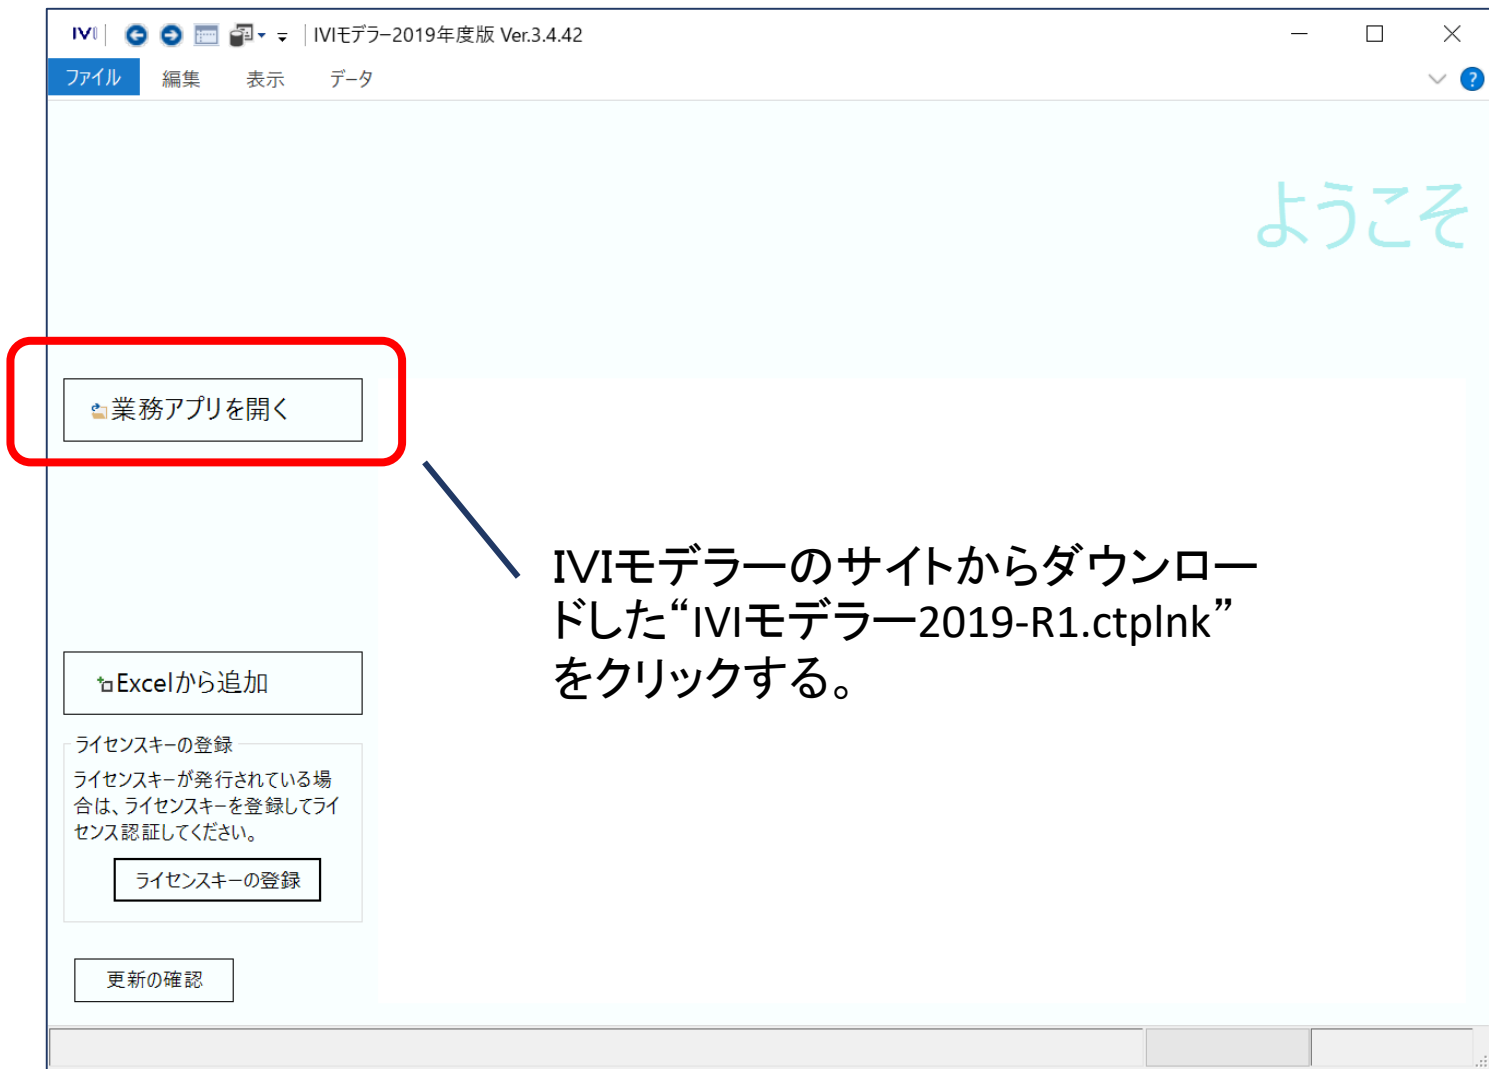 IVI
IVIモデラー2019年度版 Ver.3.4.42
ファイル 編集 表示 データ
?
ようこそ
業務アプリを開く
IVIモデラーのサイトからダウンロー
ドした“IVIモデラー2019-R1.ctplnk”
をクリックする。
Excelから追加
ライセンスキーの登録
ライセンスキーが発行されている場
合は、ライセンスキーを登録してライ
センス認証してください。
ライセンスキーの登録
更新の確認